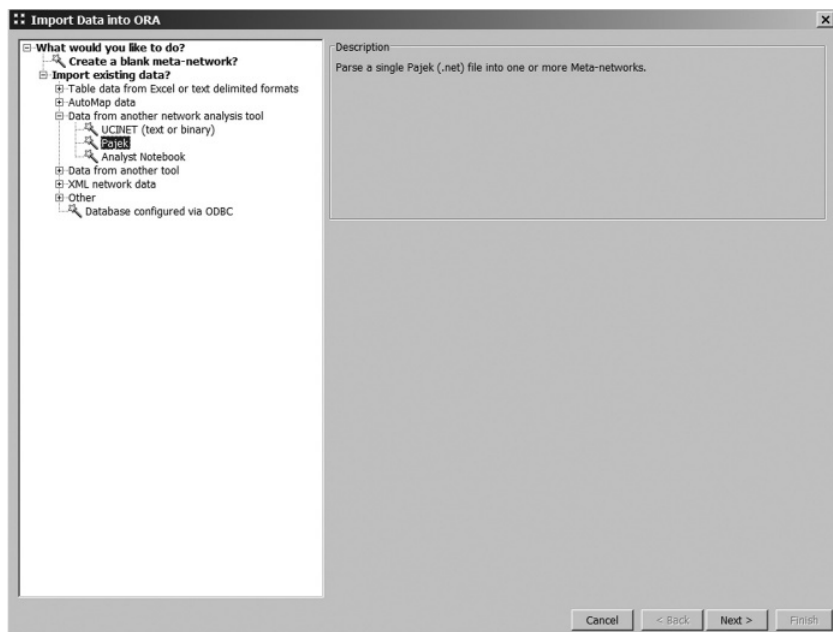 Import Data into ORA
What would you like to do?
Create a blank meta-network?
Import existing data?
Table data from Excel or text delimited formats
AutoMap data
Data from another network analysis tool
UCINET (text or binary)
Pajek
Analyst Notebook
Data from another tool
XML network data
Other
Database configured via ODBC
Description
Parse a single Pajek (.net) file into one or more Meta-networks.
Cancel
< Back
Next >
Finish